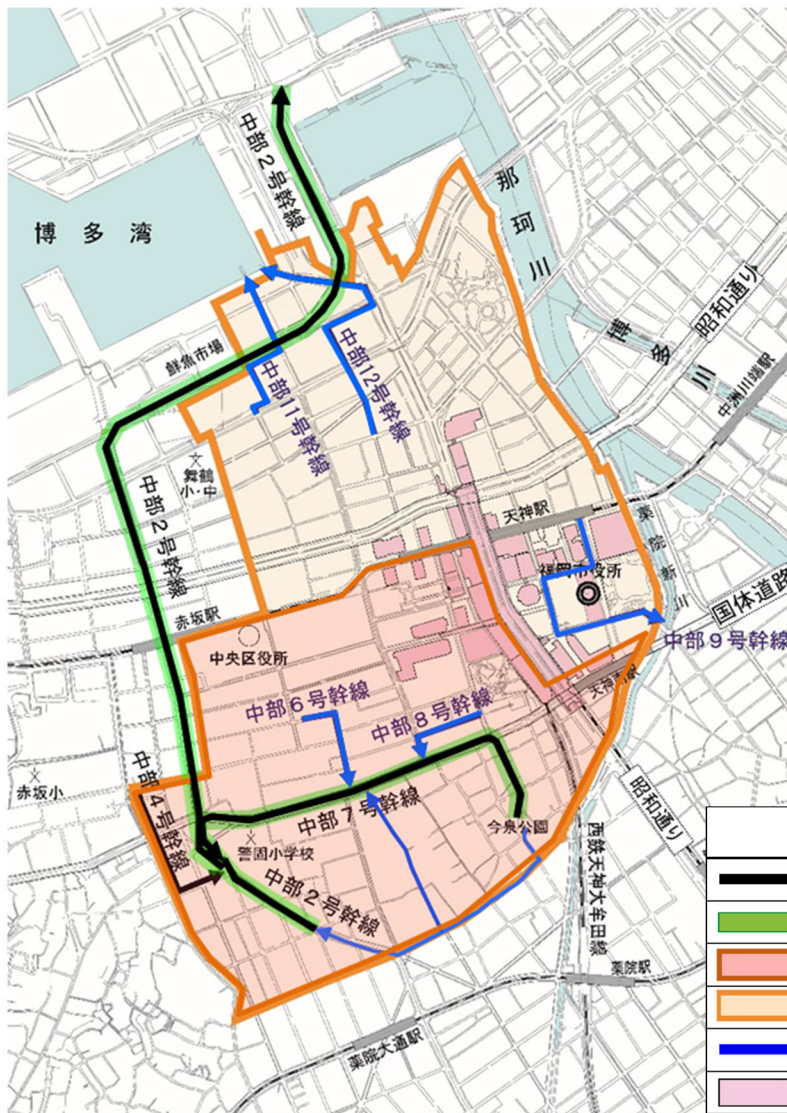 中部２号幹線
那珂川
博多湾
昭和通り
博多川
中洲川端駅
鮮魚市場
中部11号幹線
中部12号幹線
舞鶴
小・中
中部２号幹線
天神駅
薬院新川
福岡市役所
国体道路
赤坂駅
中央区役所
中部９号幹線
天神南駅
中部６号幹線
中部８号幹線
赤坂小
中部４号幹線
中部７号幹線
今泉公園
昭和通り
警固小学校
中部２号幹線
西鉄天神大牟田線
薬院駅
薬院大通駅